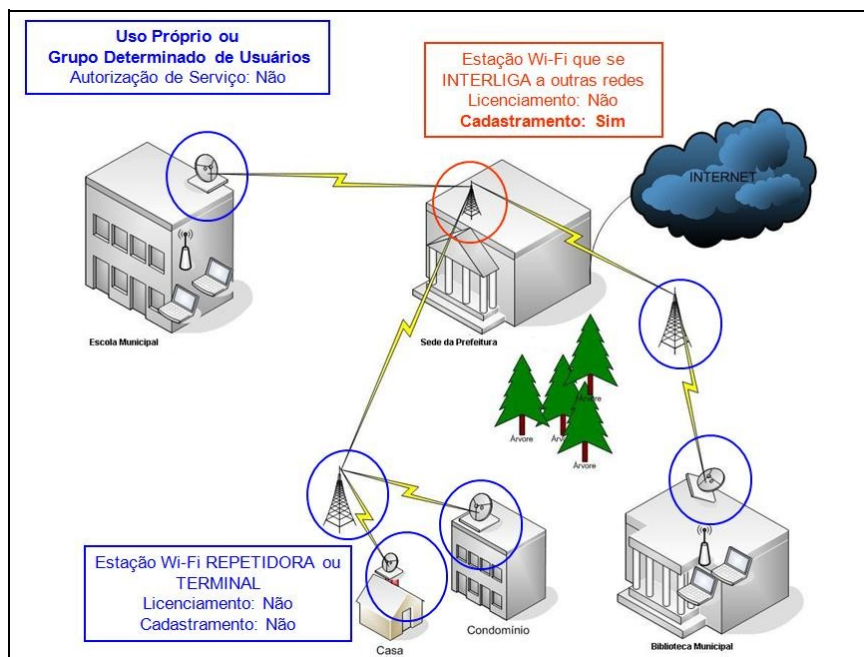 Uso Próprio ou
Grupo Determinado de Usuários
Autorização de Serviço: Não
Estação Wi-Fi que se
INTERLIGA a outras redes
Licenciamento: Não
Cadastramento: Sim
INTERNET
Escola Municipal
Sede da Prefeitura
Árvore
Árvore
Árvore
Árvore
Estação Wi-Fi REPETIDORA ou
TERMINAL
Licenciamento: Não
Cadastramento: Não
Casa
Condomínio
Biblioteca Municipal